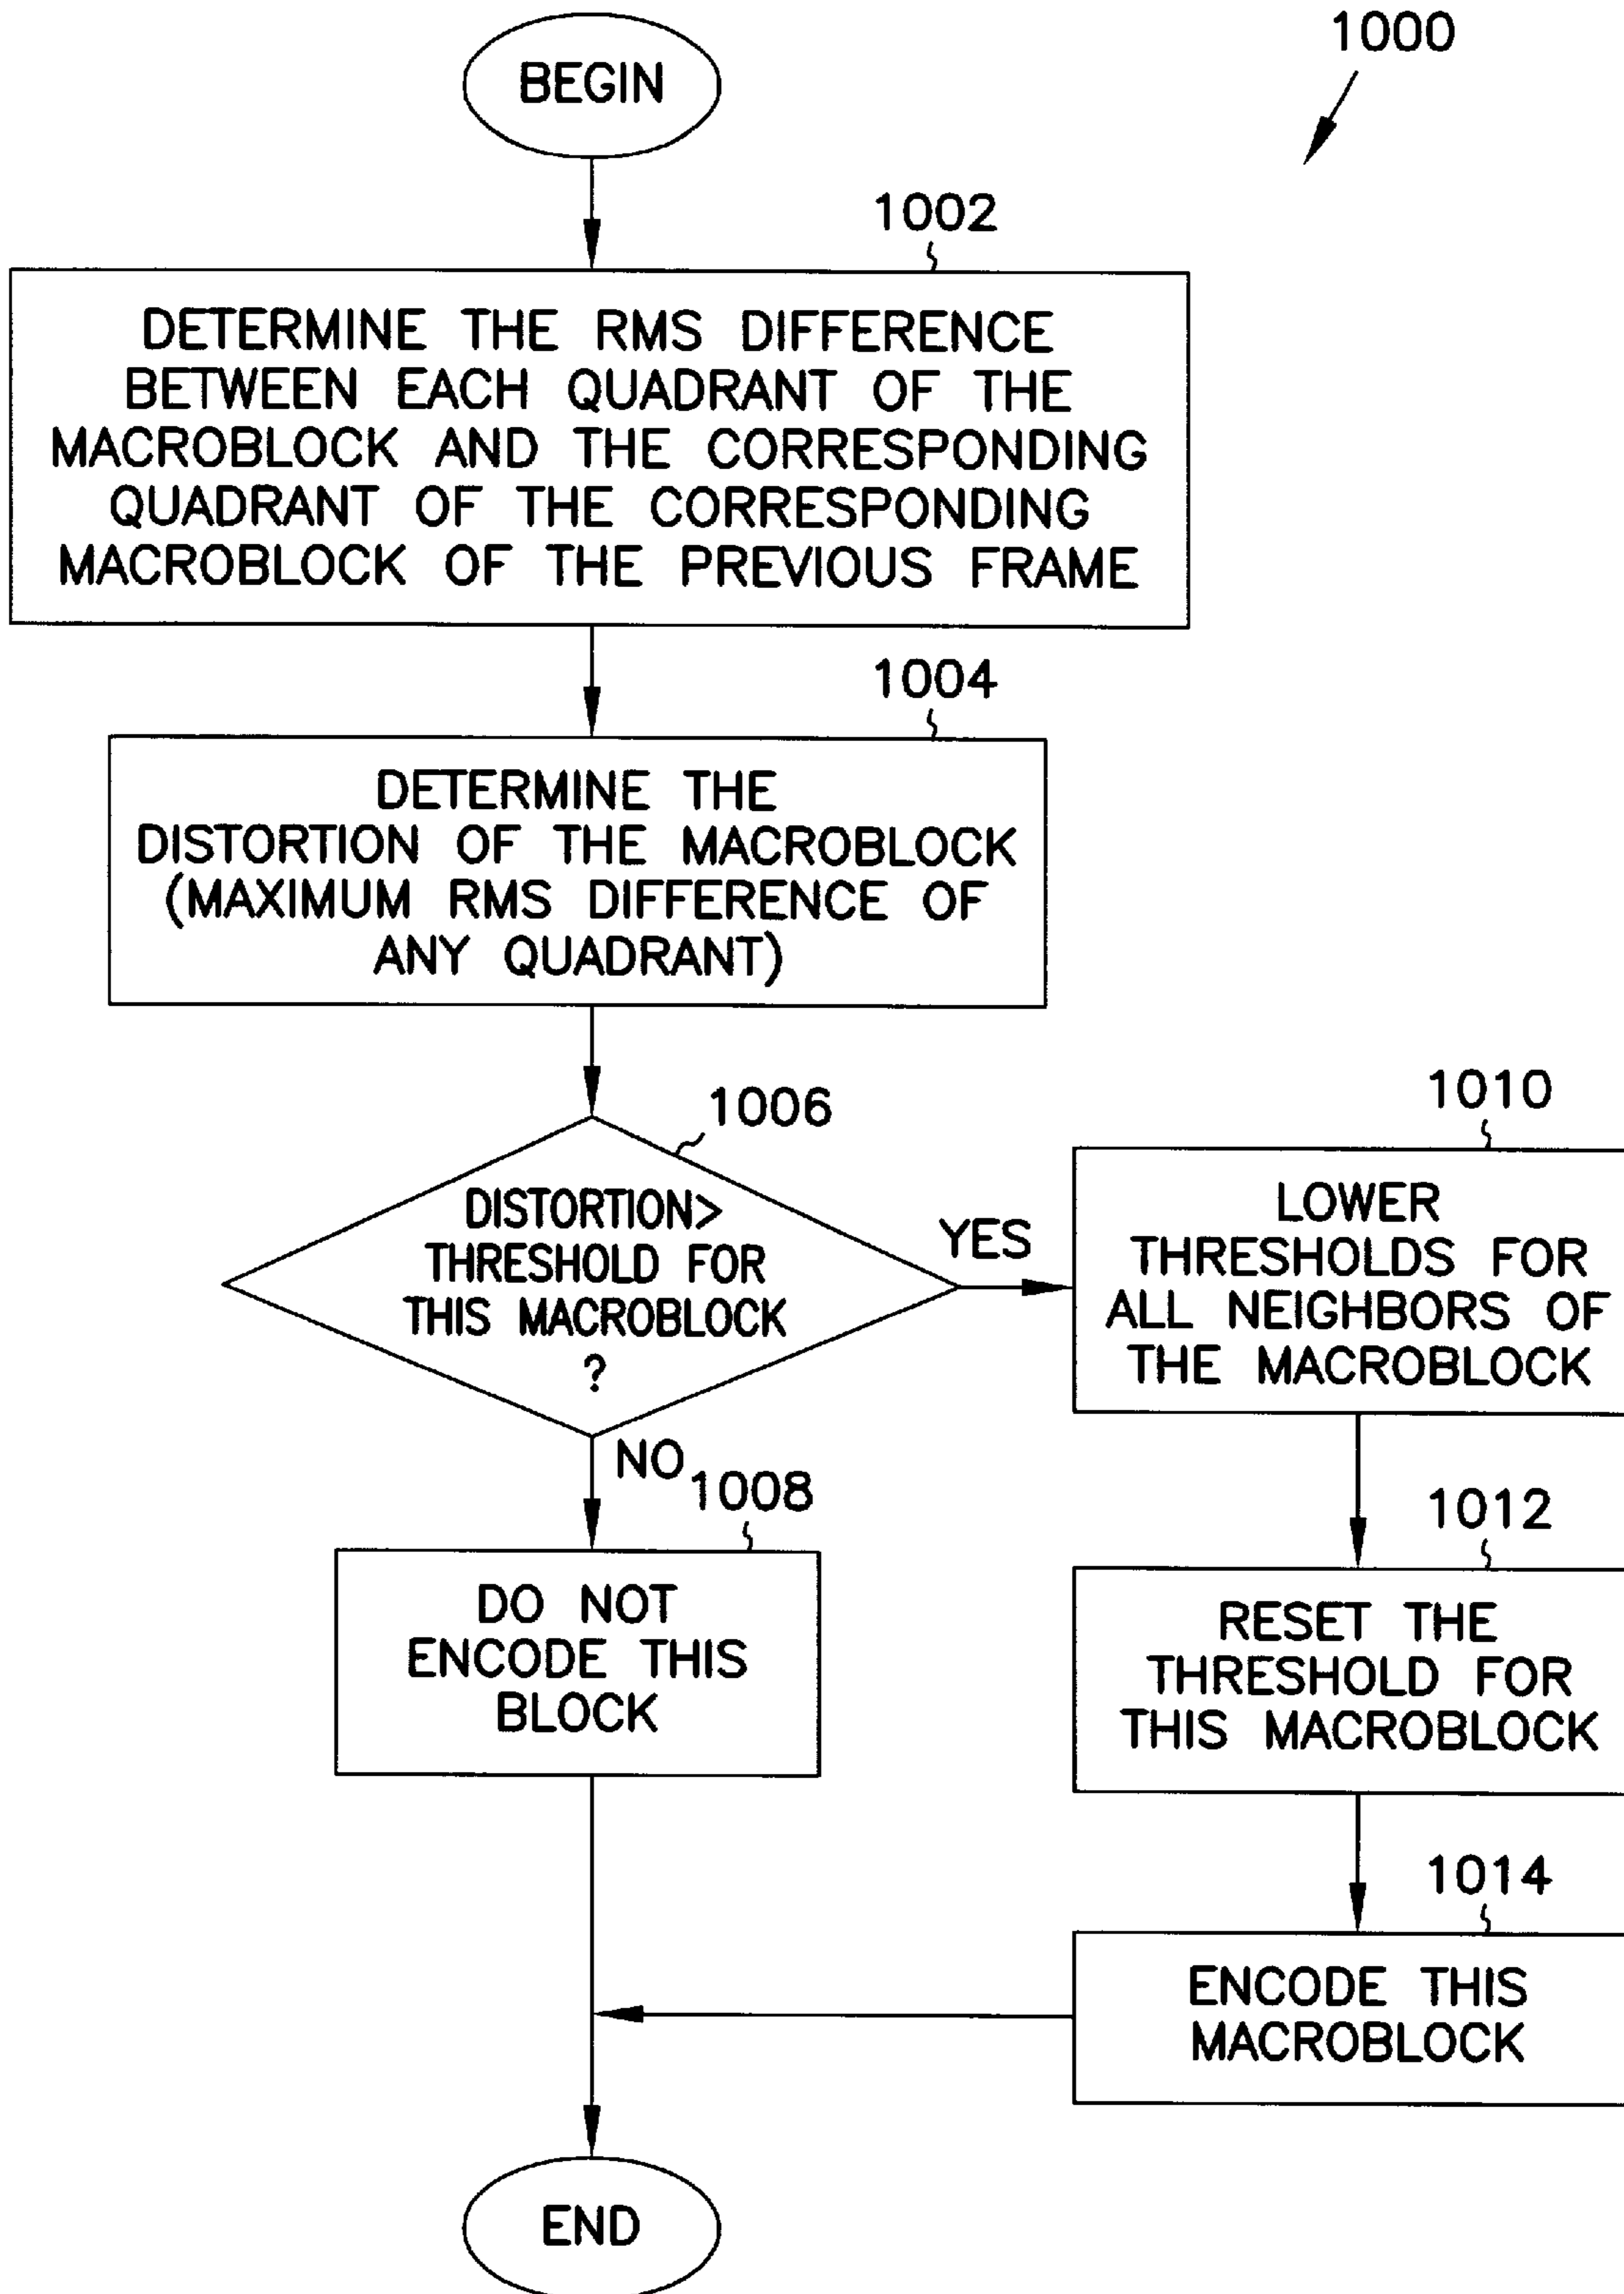 1000
BEGIN
1002
DETERMINE THE RMS DIFFERENCE
BETWEEN EACH QUADRANT OF THE
MACROBLOCK AND THE CORRESPONDING
QUADRANT OF THE CORRESPONDING
MACROBLOCK OF THE PREVIOUS FRAME
1004
DETERMINE THE
DISTORTION OF THE MACROBLOCK
(MAXIMUM RMS DIFFERENCE OF
ANY QUADRANT)
1006
DISTORTION>
THRESHOLD FOR
THIS MACROBLOCK
?
YES
1010
LOWER
THRESHOLDS FOR
ALL NEIGHBORS OF
THE MACROBLOCK
NO
1008
DO NOT
ENCODE THIS
BLOCK
1012
RESET THE
THRESHOLD FOR
THIS MACROBLOCK
1014
ENCODE THIS
MACROBLOCK
END